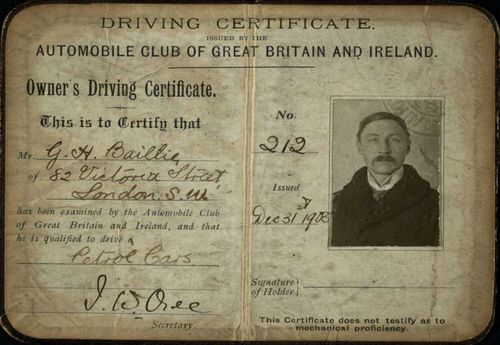 DRIVING CERTIFICATE.
ISSUED BY THE
AUTOMOBILE CLUB OF GREAT BRITAIN AND IRELAND.
Owner's Driving Certificate.
This is to Certify that
Mr. G. H. Baillie
of 82 Victoria Street
London. S.W.
has been examined by the Automobile Club
of Great Britain and Ireland, and that
he is qualified to drive a
Petrol Cars
Secretary.
No.
212
Issued
Dec 31
Signature
of Holder
This Certificate does not testify as to
mechanical proficiency.